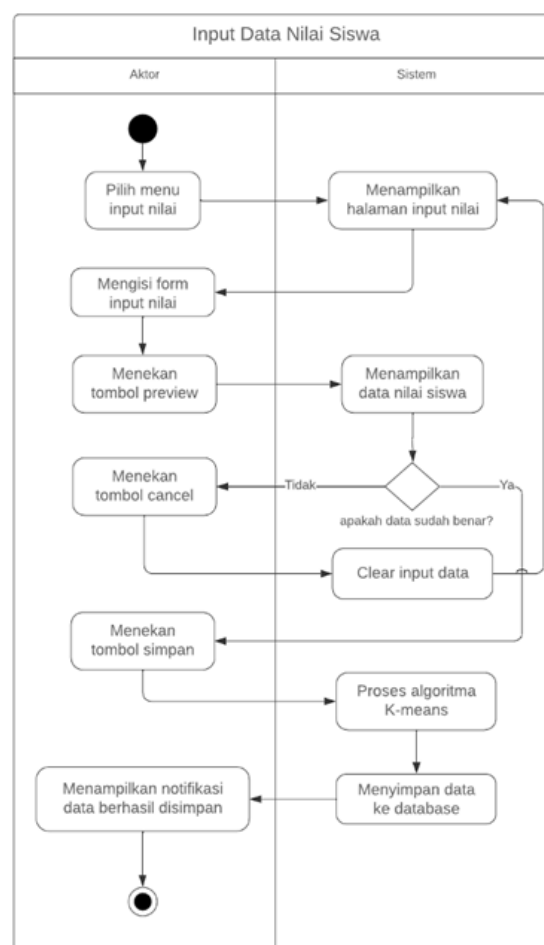 Input Data Nilai Siswa
Aktor
Sistem
Pilih menu
input nilai
Menampilkan
halaman input nilai
Mengisi form
input nilai
Menekan
tombol preview
Menampilkan
data nilai siswa
Menekan
tombol cancel
Tidak
Ya
apakah data sudah benar?
Clear input data
Menekan
tombol simpan
Proses algoritma
K-means
Menampilkan notifikasi
data berhasil disimpan
Menyimpan data
ke database